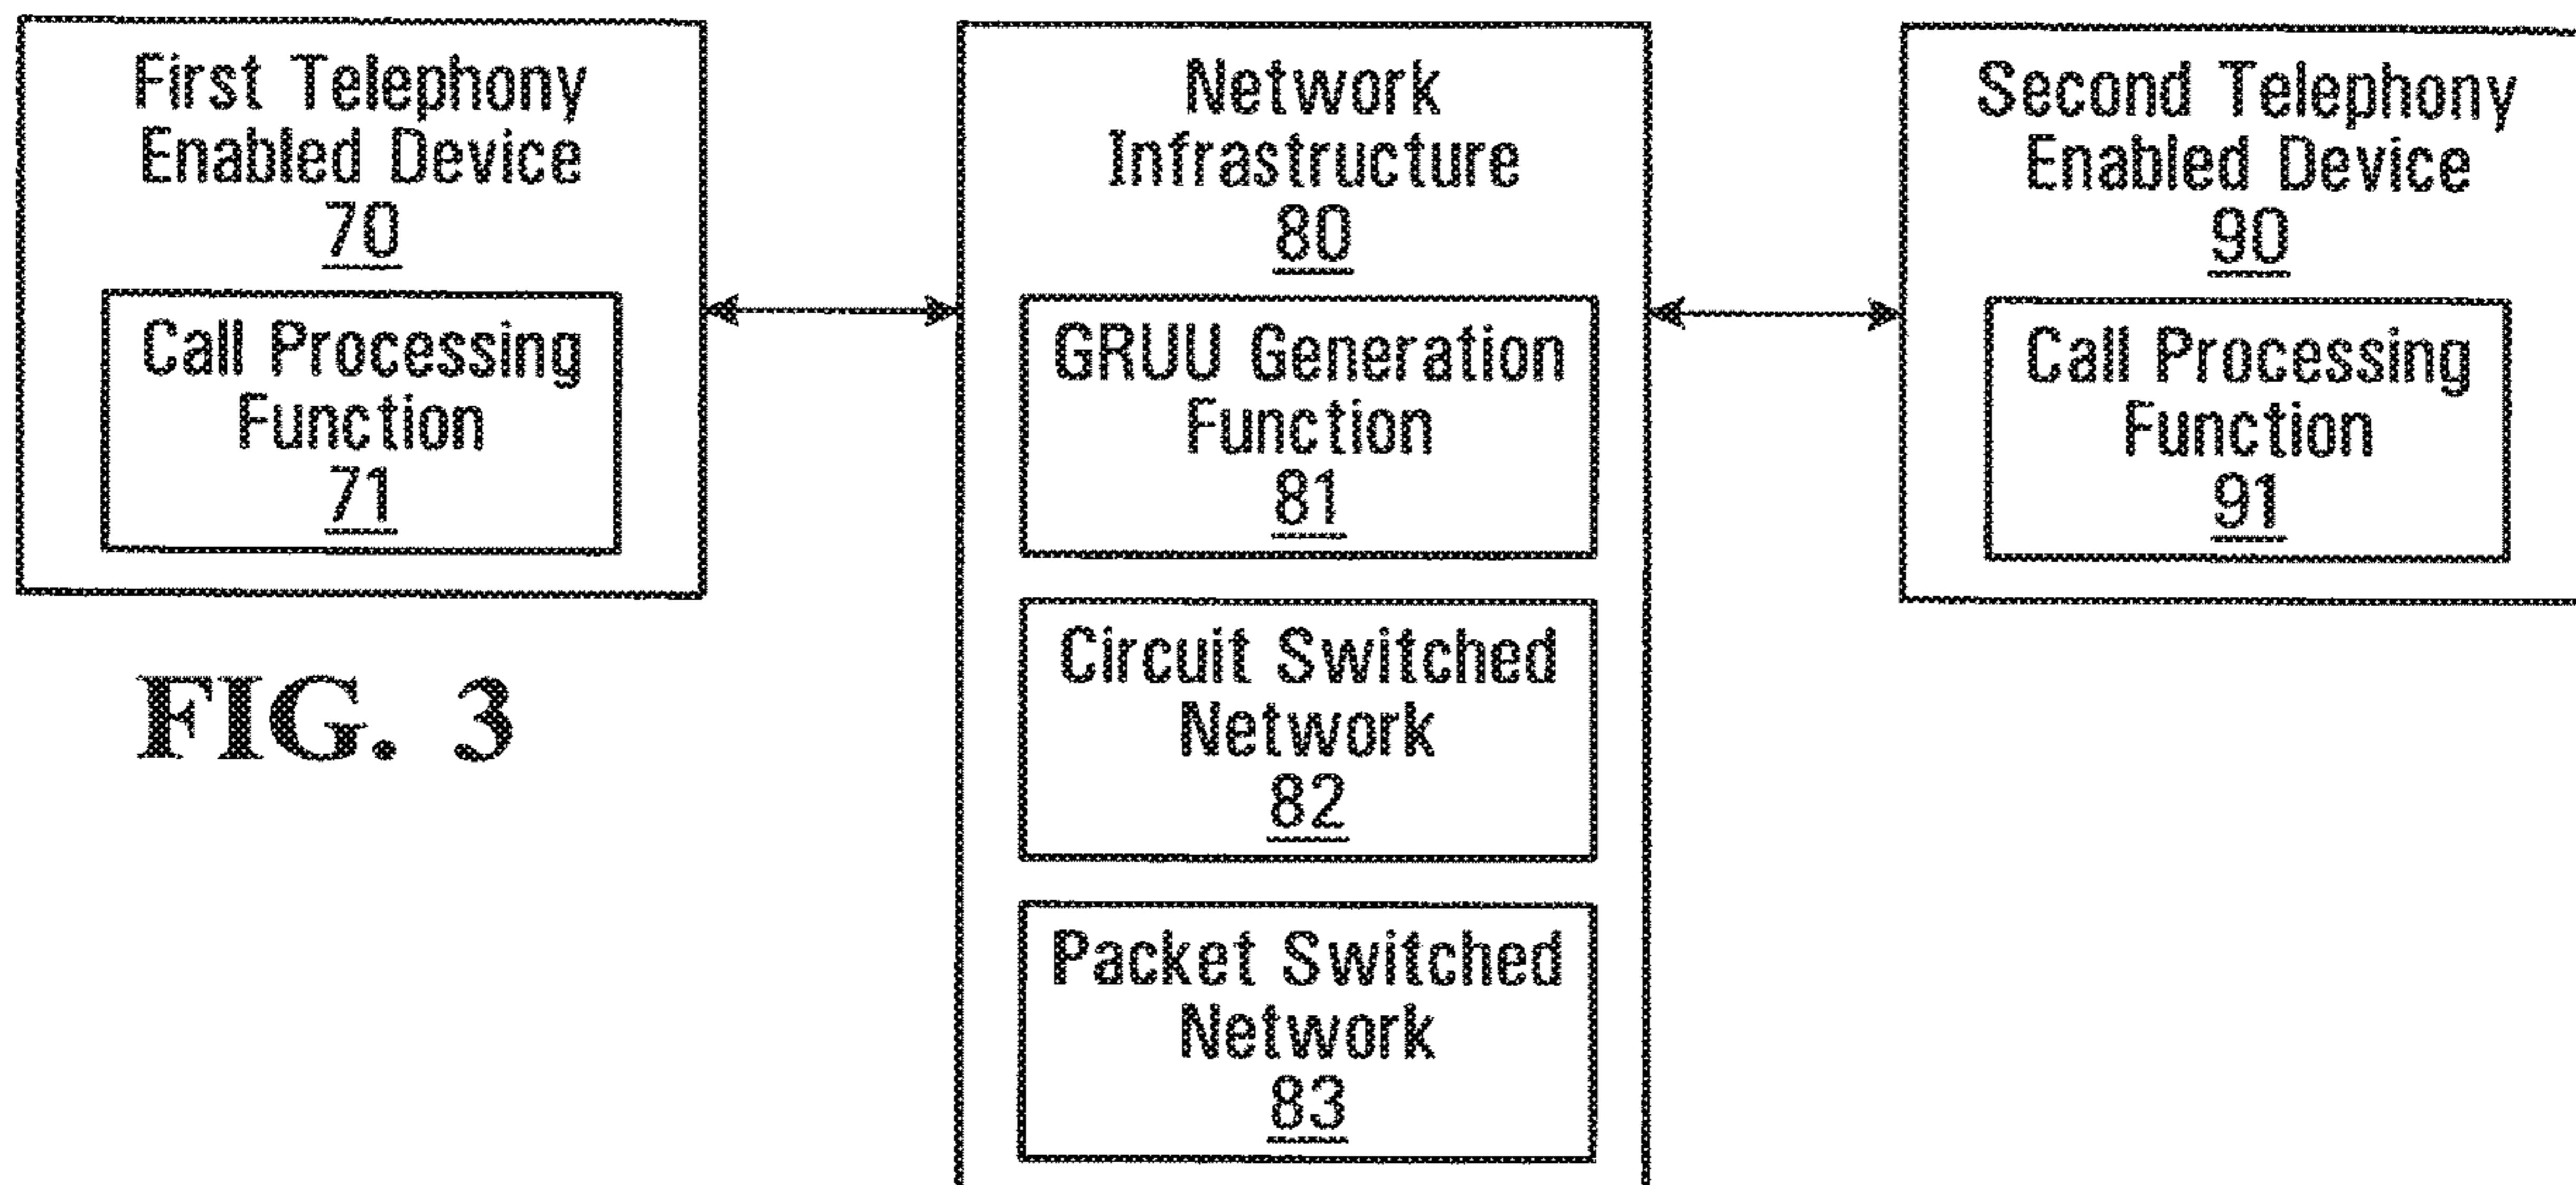 First Telephony
Enabled Device
70
Call Processing
Function
71
Network
Infrastructure
80
GRUU Generation
Function
81
Circuit Switched
Network
82
Packet Switched
Network
83
Second Telephony
Enabled Device
90
Call Processing
Function
91
FIG. 3